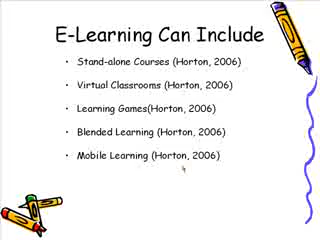 E-Learning Can Include
• Stand-alone Courses (Horton, 2006)
• Virtual Classrooms (Horton, 2006)
• Learning Games(Horton, 2006)
• Blended Learning (Horton, 2006)
• Mobile Learning (Horton, 2006)